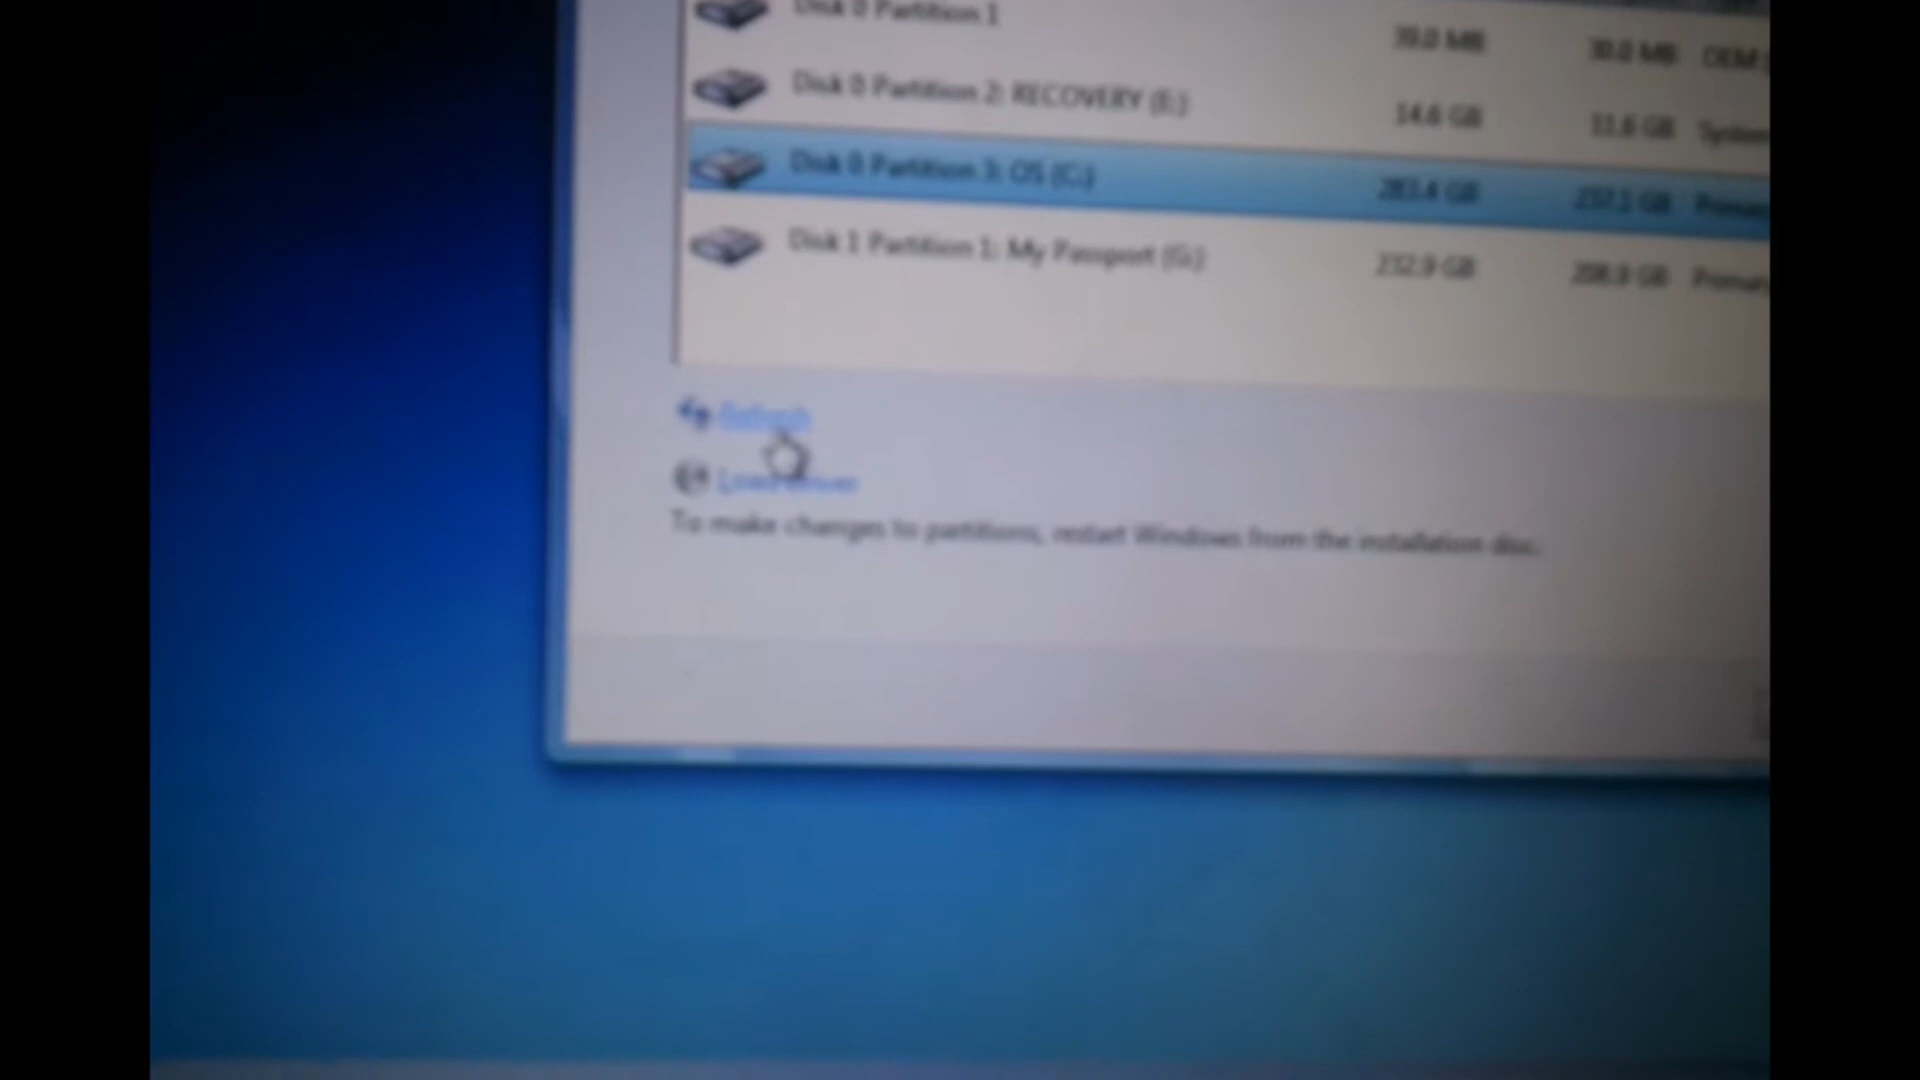 Disk 0 Partition 1 39.0 MB 30.0 MB OEM
Disk 0 Partition 2: RECOVERY (E:) 14.6 GB 11.6 GB System
Disk 0 Partition 3: OS (C:) 283.4 GB 237.1 GB Primary
Disk 1 Partition 1: My Passport (G:) 232.9 GB 208.9 GB Primary
Refresh
Load Driver
To make changes to partitions, restart Windows from the installation disc.